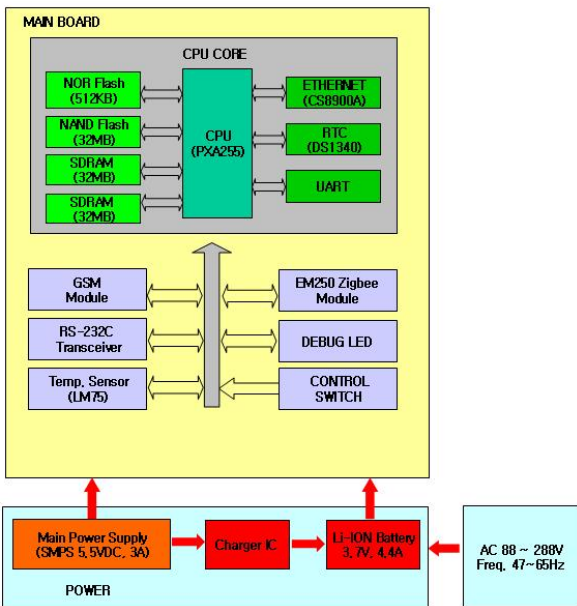 MAIN BOARD
CPU CORE
NOR Flash
(512KB)
NAND Flash
(32MB)
SDRAM
(32MB)
SDRAM
(32MB)
CPU
(PXA255)
ETHERNET
(CS8900A)
RTC
(DS1340)
UART
GSM
Module
RS-232C
Transceiver
Temp. Sensor
(LM75)
EM250 Zigbee
Module
DEBUG LED
CONTROL
SWITCH
Main Power Supply
(SMPS 5.5VDC, 3A)
Charger IC
Li-ION Battery
3.7V, 4.4A
POWER
AC 88 ~ 288V
Freq. 47~65Hz